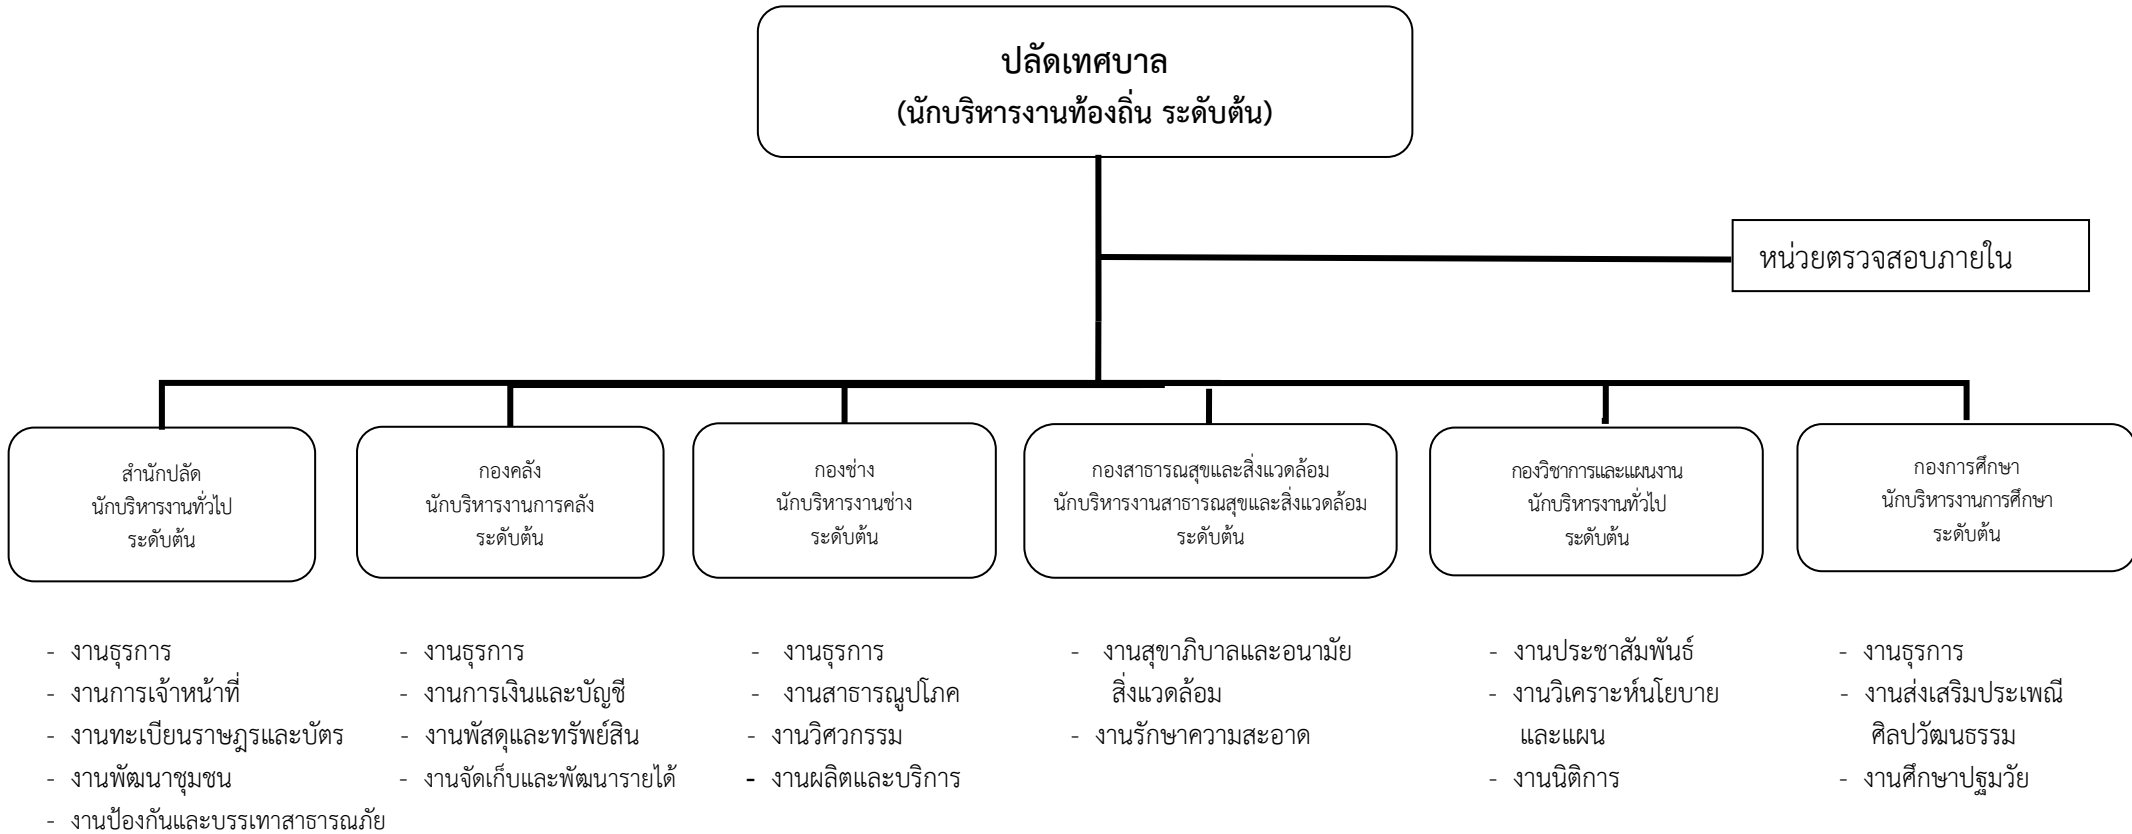 ปลัดเทศบาล
(นักบริหารงานท้องถิ่น ระดับต้น)
หน่วยตรวจสอบภายใน
สำนักปลัด
นักบริหารงานทั่วไป
ระดับต้น
กองคลัง
นักบริหารงานการคลัง
ระดับต้น
กองช่าง
นักบริหารงานช่าง
ระดับต้น
กองสาธารณสุขและสิ่งแวดล้อม
นักบริหารงานสาธารณสุขและสิ่งแวดล้อม
ระดับต้น
กองวิชาการและแผนงาน
นักบริหารงานทั่วไป
ระดับต้น
กองการศึกษา
นักบริหารงานการศึกษา
ระดับต้น
- งานธุรการ
- งานการเจ้าหน้าที่
- งานทะเบียนราษฎรและบัตร
- งานพัฒนาชุมชน
- งานป้องกันและบรรเทาสาธารณภัย
- งานธุรการ
- งานการเงินและบัญชี
- งานพัสดุและทรัพย์สิน
- งานจัดเก็บและพัฒนารายได้
- งานธุรการ
- งานสาธารณูปโภค
- งานวิศวกรรม
- งานผลิตและบริการ
- งานสุขาภิบาลและอนามัย
สิ่งแวดล้อม
- งานรักษาความสะอาด
- งานประชาสัมพันธ์
- งานวิเคราะห์นโยบาย
และแผน
- งานนิติการ
- งานธุรการ
- งานส่งเสริมประเพณี
ศิลปวัฒนธรรม
- งานศึกษาปฐมวัย